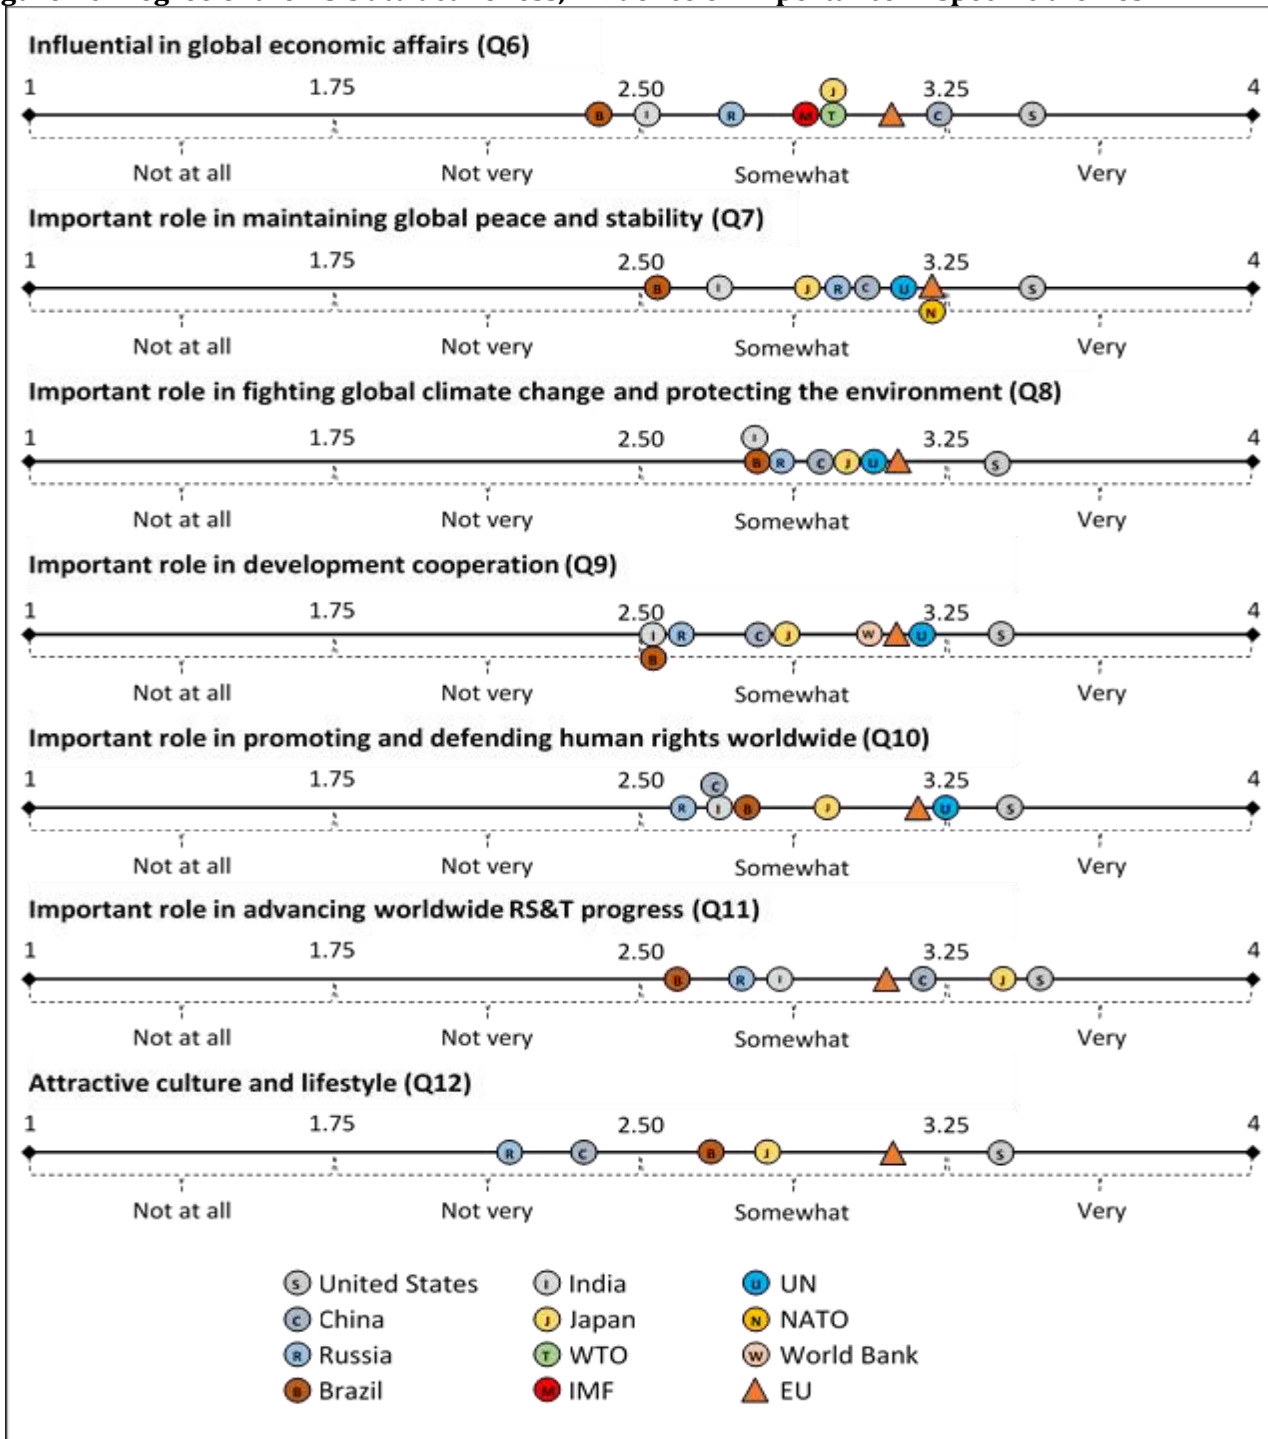 Influential in global economic affairs (Q6)
1 1.75 2.50 3.25 4
J
B I R M T C S
Not at all Not very Somewhat Very
Important role in maintaining global peace and stability (Q7)
1 1.75 2.50 3.25 4
B I J R C U S
N
Not at all Not very Somewhat Very
Important role in fighting global climate change and protecting the environment (Q8)
1 1.75 2.50 3.25 4
I
B R C J U S
Not at all Not very Somewhat Very
Important role in development cooperation (Q9)
1 1.75 2.50 3.25 4
I R C J W U S
B
Not at all Not very Somewhat Very
Important role in promoting and defending human rights worldwide (Q10)
1 1.75 2.50 3.25 4
C
R I B J U S
Not at all Not very Somewhat Very
Important role in advancing worldwide RS&T progress (Q11)
1 1.75 2.50 3.25 4
B R I C J S
Not at all Not very Somewhat Very
Attractive culture and lifestyle (Q12)
1 1.75 2.50 3.25 4
R C B J S
Not at all Not very Somewhat Very
S United States I India U UN
C China J Japan N NATO
R Russia T WTO W World Bank
B Brazil M IMF EU